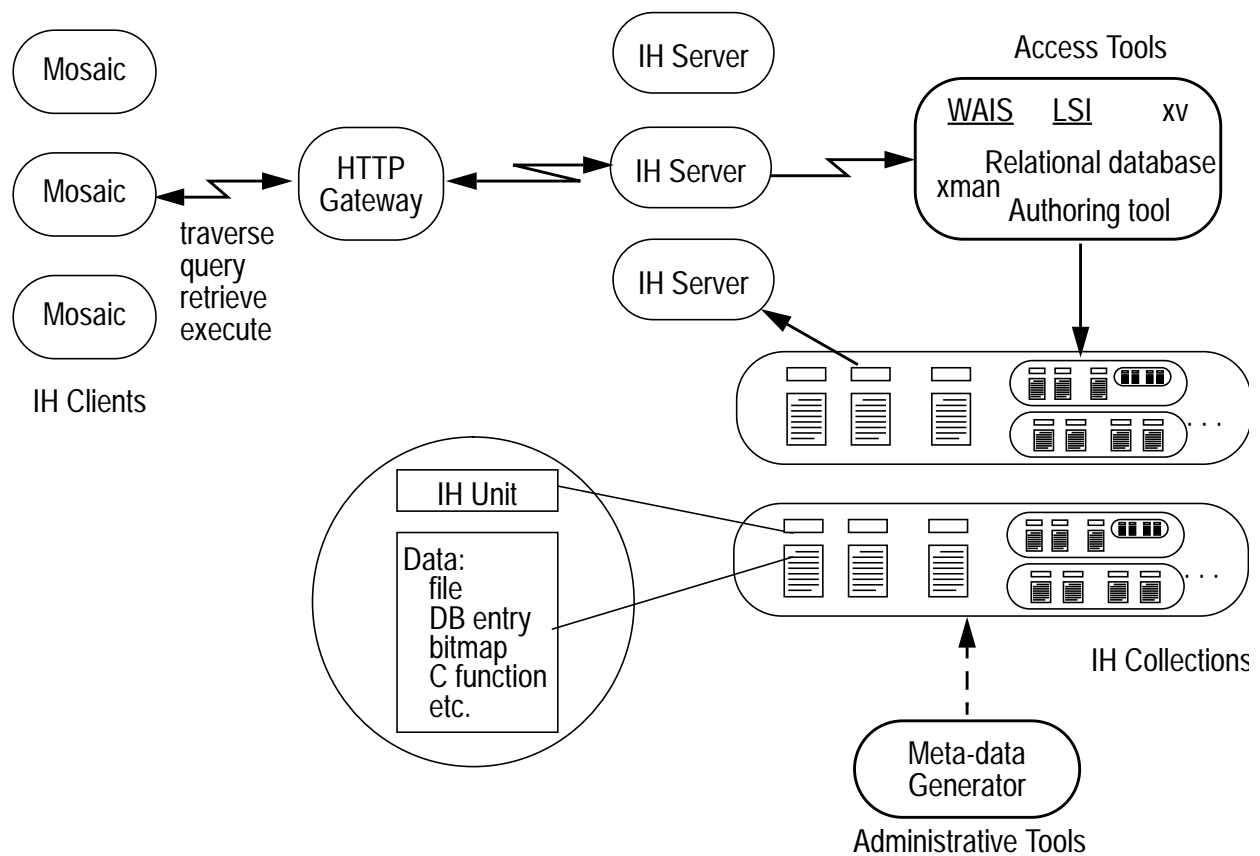 Mosaic
Mosaic
Mosaic
IH Clients
traverse
query
retrieve
execute
HTTP
Gateway
IH Server
IH Server
IH Server
Access Tools
WAIS LSI xv
Relational database
xman
Authoring tool
. . .
. . .
IH Unit
Data:
file
DB entry
bitmap
C function
etc.
IH Collections
Meta-data
Generator
Administrative Tools